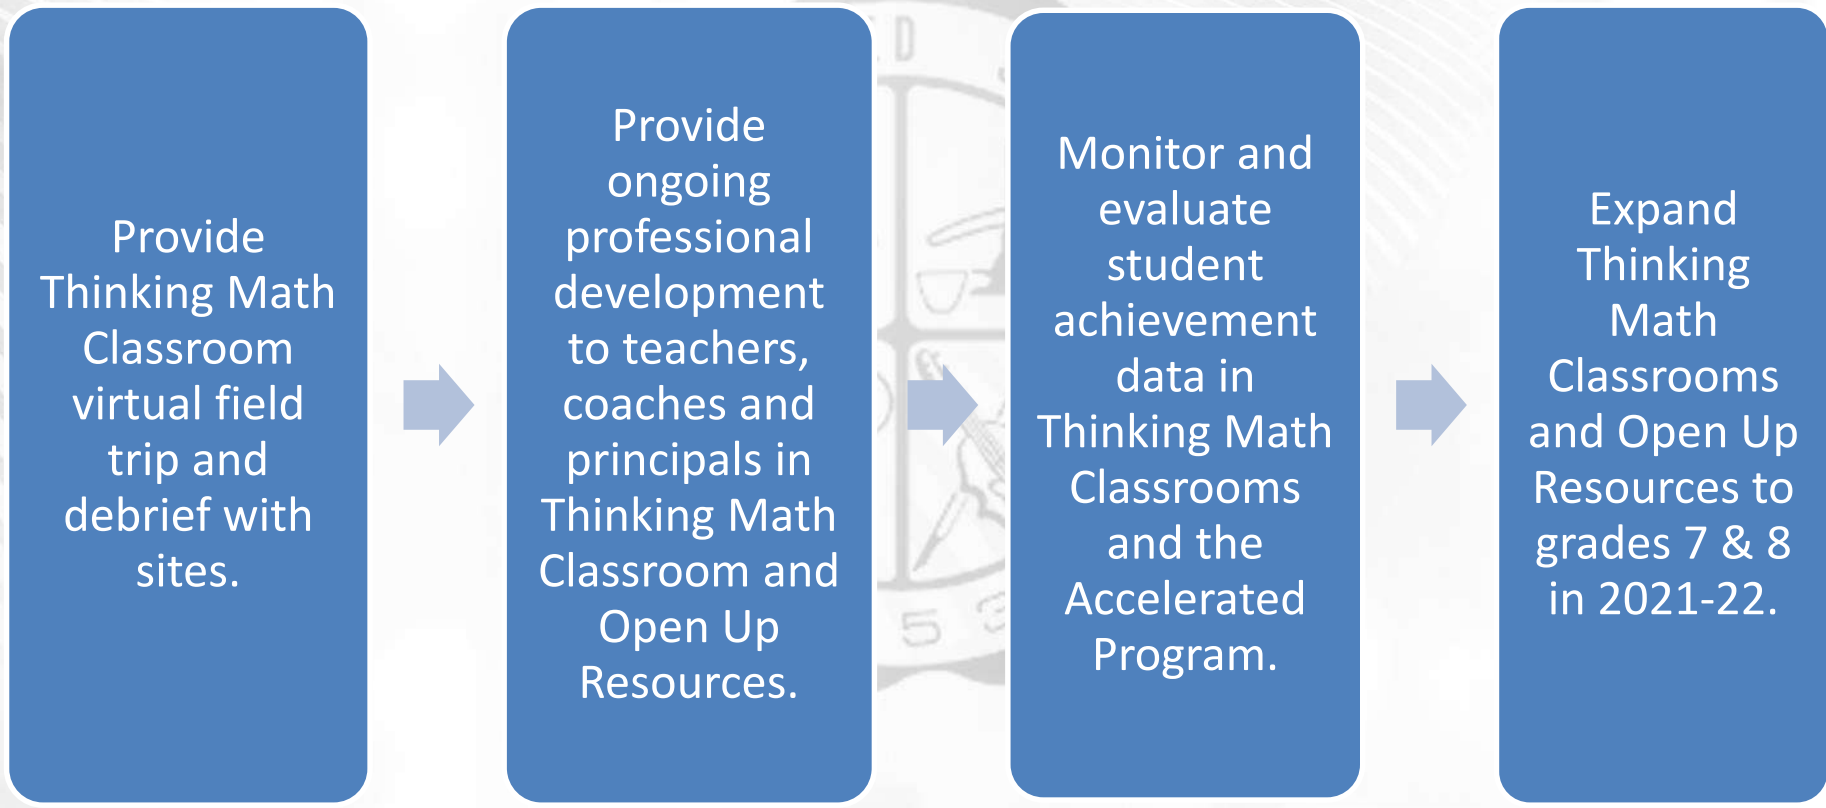 Provide
Thinking Math
Classroom
virtual field
trip and
debrief with
sites.
Provide
ongoing
professional
development
to teachers,
coaches and
principals in
Thinking Math
Classroom and
Open Up
Resources.
Monitor and
evaluate
student
achievement
data in
Thinking Math
Classrooms
and the
Accelerated
Program.
Expand
Thinking
Math
Classrooms
and Open Up
Resources to
grades 7 & 8
in 2021-22.